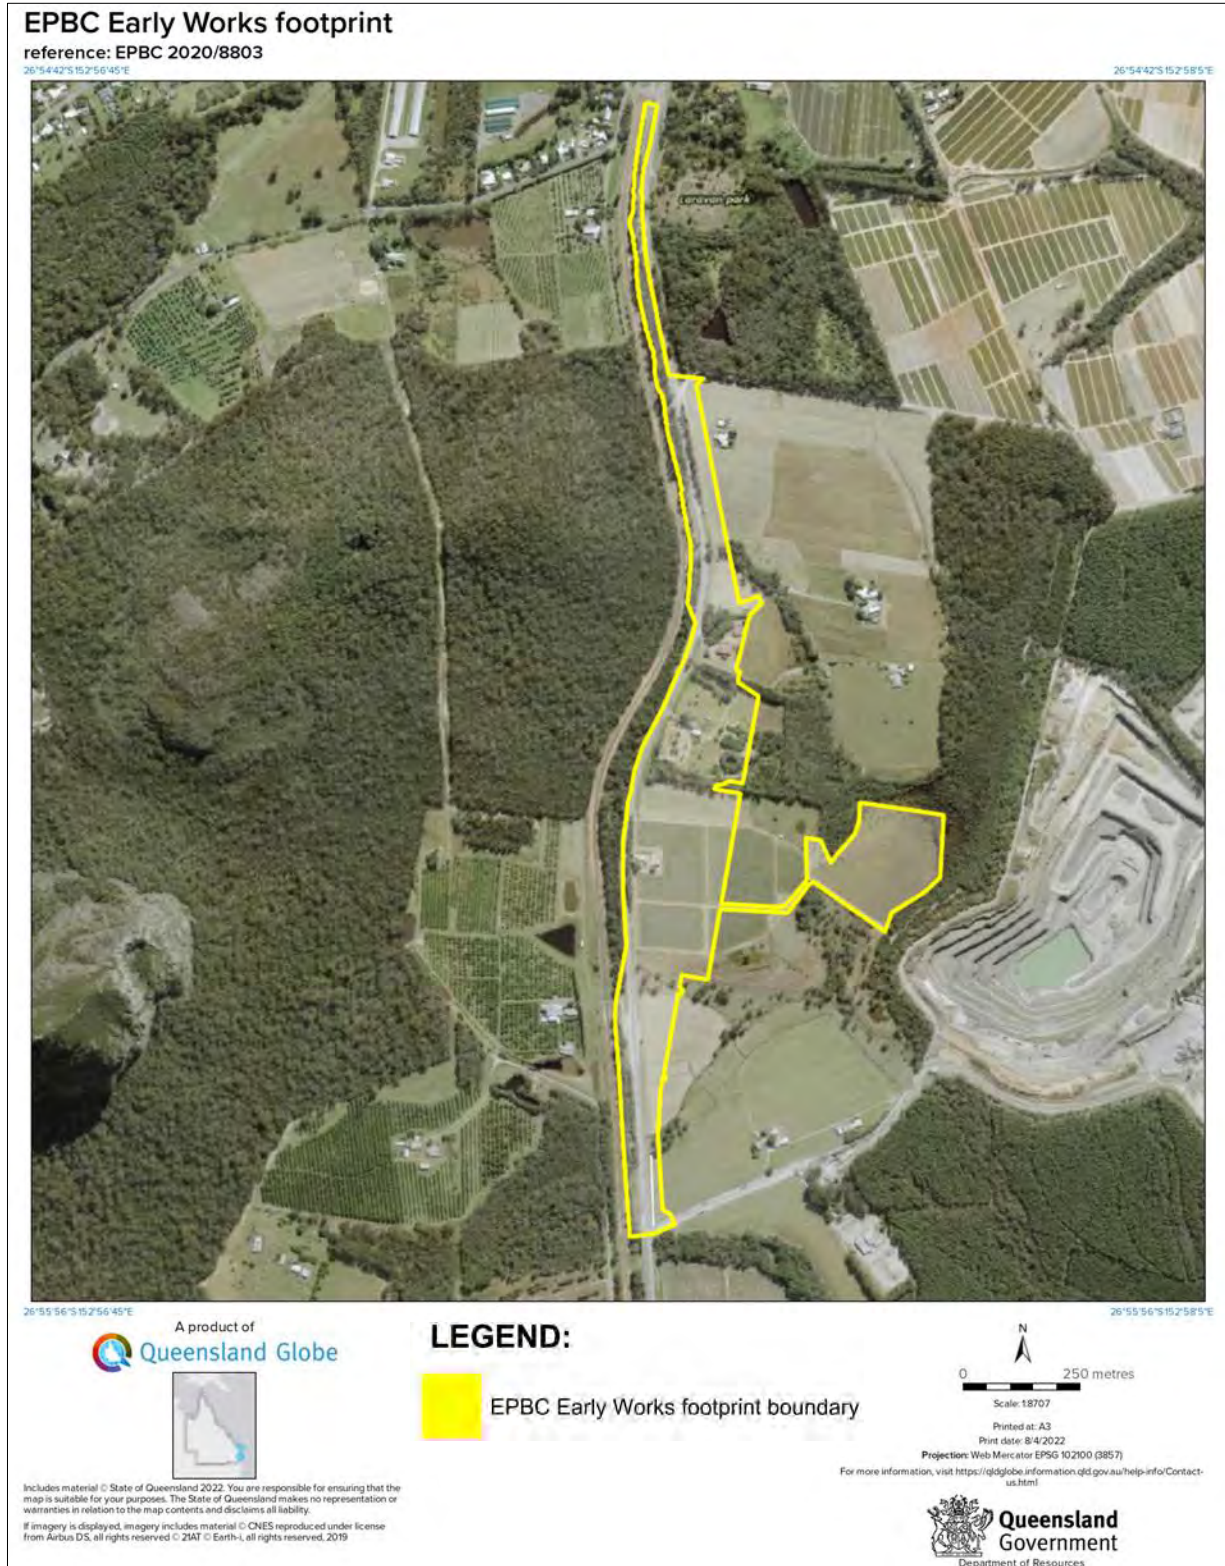 EPBC Early Works footprint
reference: EPBC 2020/8803
26°54'42"S 152°56'45"E
26°54'42"S 152°58'5"E
caravan park
26°55'56"S 152°56'45"E
26°55'56"S 152°58'5"E
A product of
Queensland Globe
LEGEND:
EPBC Early Works footprint boundary
N
0 250 metres
Scale: 1:8707
Printed at: A3
Print date: 8/4/2022
Projection: Web Mercator EPSG 102100 (3857)
For more information, visit https://qldglobe.information.qld.gov.au/help-info/Contact-
us.html
Includes material © State of Queensland 2022. You are responsible for ensuring that the
map is suitable for your purposes. The State of Queensland makes no representation or
warranties in relation to the map contents and disclaims all liability.
If imagery is displayed, imagery includes material © CNES reproduced under license
from Airbus DS, all rights reserved © 21AT © Earth-i, all rights reserved, 2019
Queensland
Government
Department of Resources